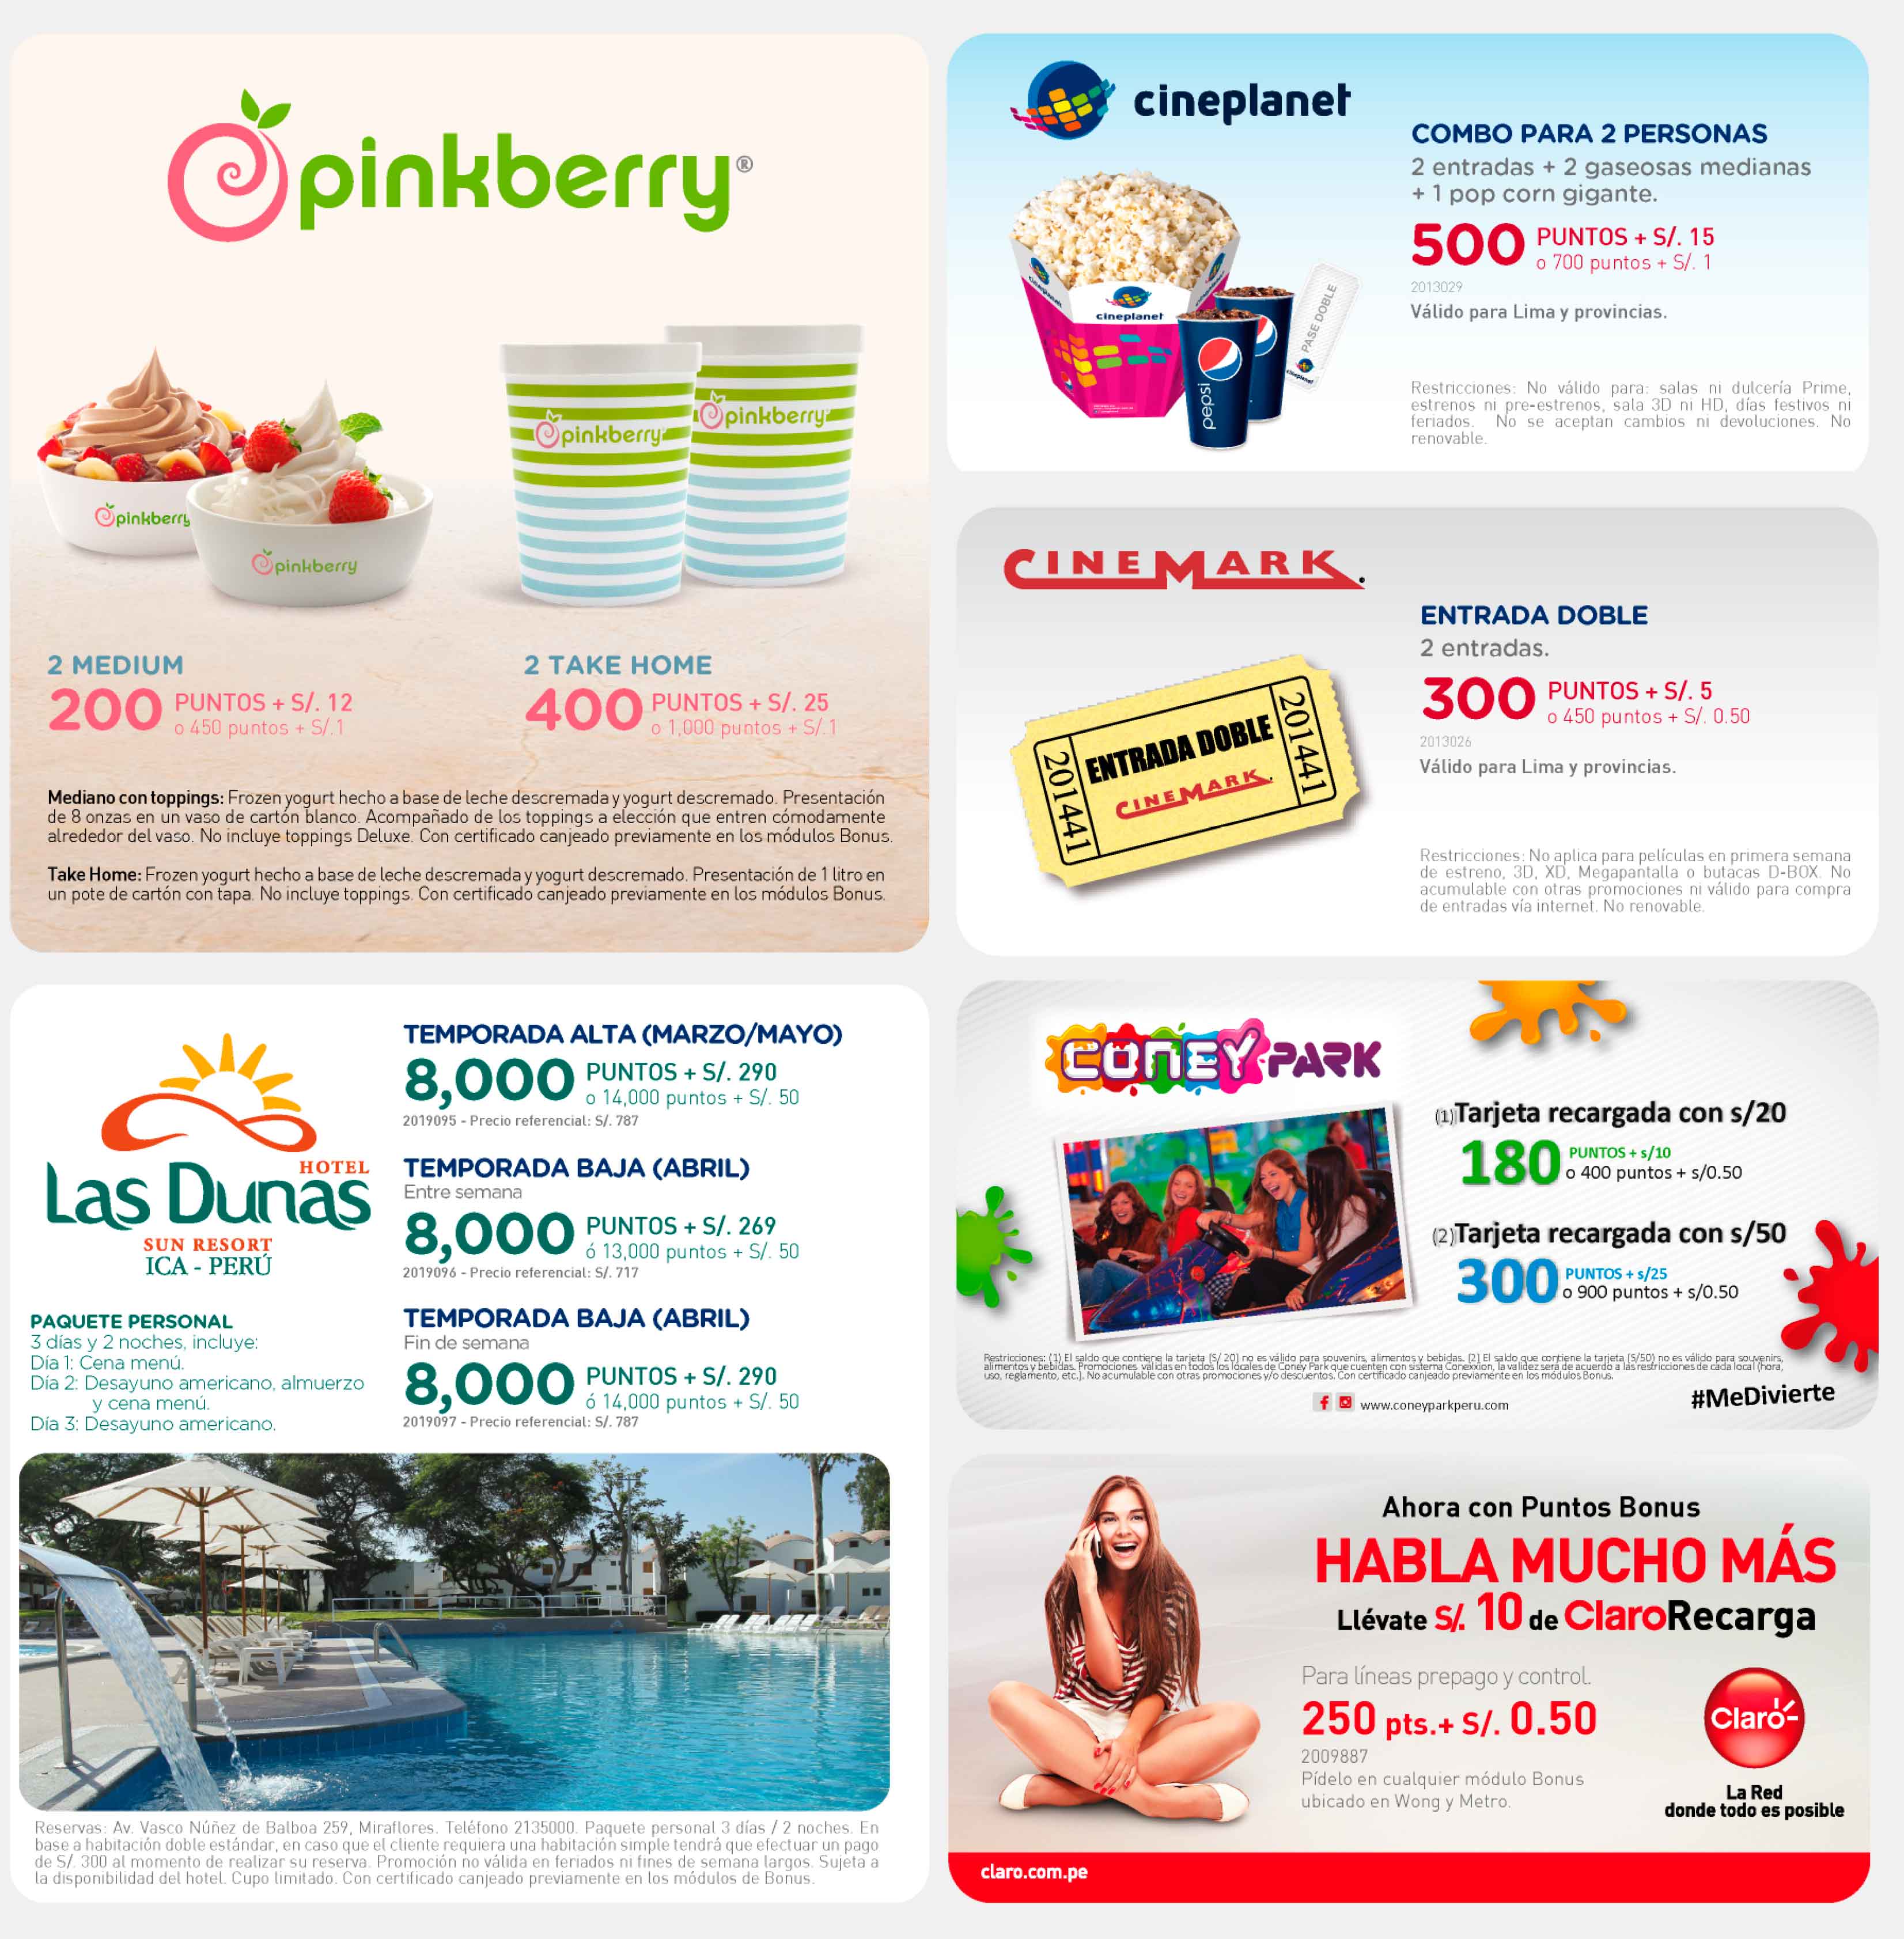 pinkberry®
pinkberry
pinkberry
pinkberry
pinkberry
2 MEDIUM
200 PUNTOS + S/. 12
o 450 puntos + S/.1
2 TAKE HOME
400 PUNTOS + S/. 25
o 1,000 puntos + S/.1
Mediano con toppings: Frozen yogurt hecho a base de leche descremada y yogurt descremado. Presentación
de 8 onzas en un vaso de cartón blanco. Acompañado de los toppings a elección que entren cómodamente
alrededor del vaso. No incluye toppings Deluxe. Con certificado canjeado previamente en los módulos Bonus.
Take Home: Frozen yogurt hecho a base de leche descremada y yogurt descremado. Presentación de 1 litro en
un pote de cartón con tapa. No incluye toppings. Con certificado canjeado previamente en los módulos Bonus.
cineplanet
cineplanet
cineplanet
pepsi
PASE DOBLE
cineplanet
COMBO PARA 2 PERSONAS
2 entradas + 2 gaseosas medianas
+ 1 pop corn gigante.
500 PUNTOS + S/. 15
o 700 puntos + S/. 1
2013029
Válido para Lima y provincias.
Restricciones: No válido para: salas ni dulcería Prime,
estrenos ni pre-estrenos, sala 3D ni HD, días festivos ni
feriados. No se aceptan cambios ni devoluciones. No
renovable.
CINEMARK.
201441
ENTRADA DOBLE
CINEMARK.
201441
ENTRADA DOBLE
2 entradas.
300 PUNTOS + S/. 5
o 450 puntos + S/. 0.50
2013026
Válido para Lima y provincias.
Restricciones: No aplica para películas en primera semana
de estreno, 3D, XD, Megapantalla o butacas D-BOX. No
acumulable con otras promociones ni válido para compra
de entradas vía internet. No renovable.
HOTEL
Las Dunas
SUN RESORT
ICA - PERÚ
PAQUETE PERSONAL
3 días y 2 noches, incluye:
Día 1: Cena menú.
Día 2: Desayuno americano, almuerzo
y cena menú.
Día 3: Desayuno americano.
TEMPORADA ALTA (MARZO/MAYO)
8,000 PUNTOS + S/. 290
o 14,000 puntos + S/. 50
2019095 - Precio referencial: S/. 787
TEMPORADA BAJA (ABRIL)
Entre semana
8,000 PUNTOS + S/. 269
ó 13,000 puntos + S/. 50
2019096 - Precio referencial: S/. 717
TEMPORADA BAJA (ABRIL)
Fin de semana
8,000 PUNTOS + S/. 290
ó 14,000 puntos + S/. 50
2019097 - Precio referencial: S/. 787
Reservas: Av. Vasco Núñez de Balboa 259, Miraflores. Teléfono 2135000. Paquete personal 3 días / 2 noches. En
base a habitación doble estándar, en caso que el cliente requiera una habitación simple tendrá que efectuar un pago
de S/. 300 al momento de realizar su reserva. Promoción no válida en feriados ni fines de semana largos. Sujeta a
la disponibilidad del hotel. Cupo limitado. Con certificado canjeado previamente en los módulos de Bonus.
CONEY PARK
(1)Tarjeta recargada con s/20
180 PUNTOS + s/10
o 400 puntos + s/0.50
(2)Tarjeta recargada con s/50
300 PUNTOS + s/25
o 900 puntos + s/0.50
Restricciones: (1) El saldo que contiene la tarjeta (S/ 20) no es válido para souvenirs, alimentos y bebidas. (2) El saldo que contiene la tarjeta (S/50) no es válido para souvenirs,
alimentos y bebidas. Promociones válidas en todos los locales de Coney Park que cuenten con sistema Conexxion, la validez será de acuerdo a las restricciones de cada local (hora,
uso, reglamento, etc.). No acumulable con otras promociones y/o descuentos. Con certificado canjeado previamente en los módulos Bonus.
www.coneyparkperu.com
#MeDivierte
Ahora con Puntos Bonus
HABLA MUCHO MÁS
Llévate S/. 10 de ClaroRecarga
Para líneas prepago y control.
250 pts.+ S/. 0.50
2009887
Pídelo en cualquier módulo Bonus
ubicado en Wong y Metro.
Claro
La Red
donde todo es posible
claro.com.pe